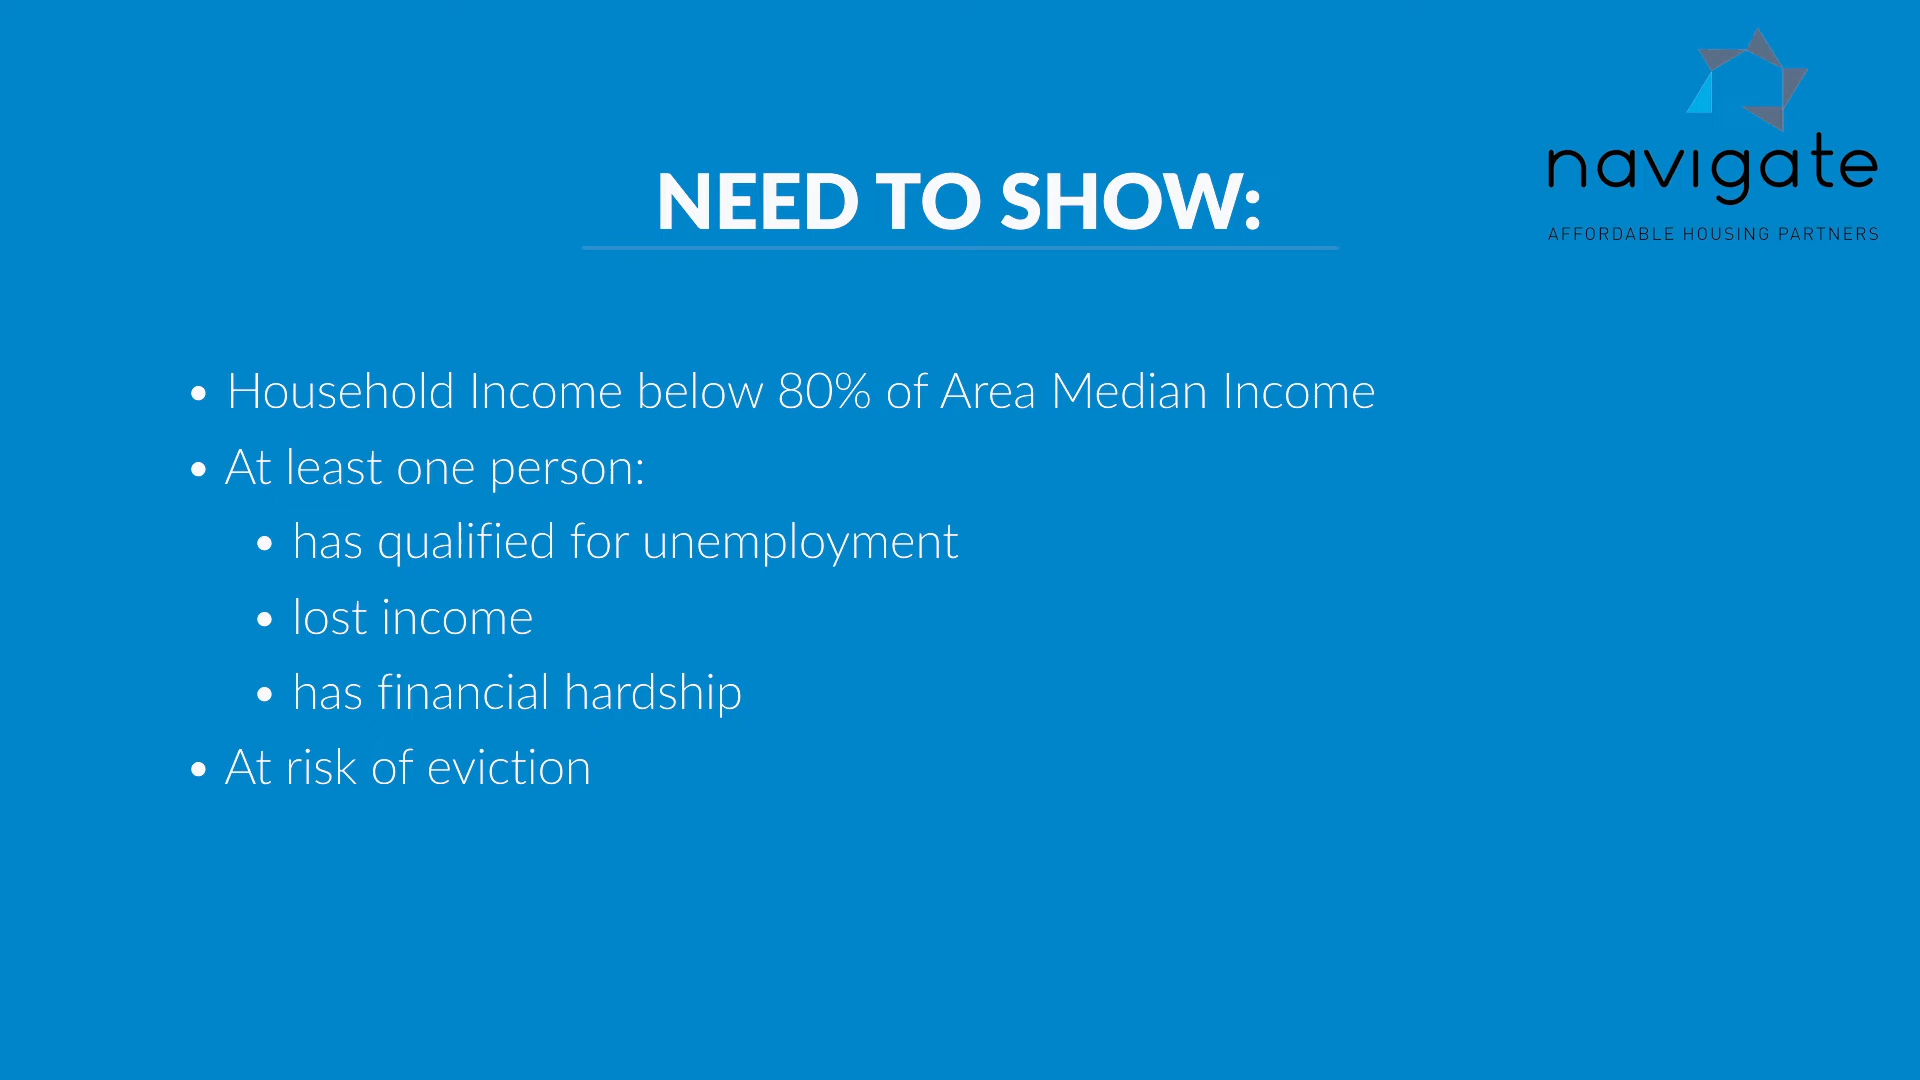 navigate
AFFORDABLE HOUSING PARTNERS
NEED TO SHOW:
• Household Income below 80% of Area Median Income
• At least one person:
• has qualified for unemployment
• lost income
• has financial hardship
• At risk of eviction